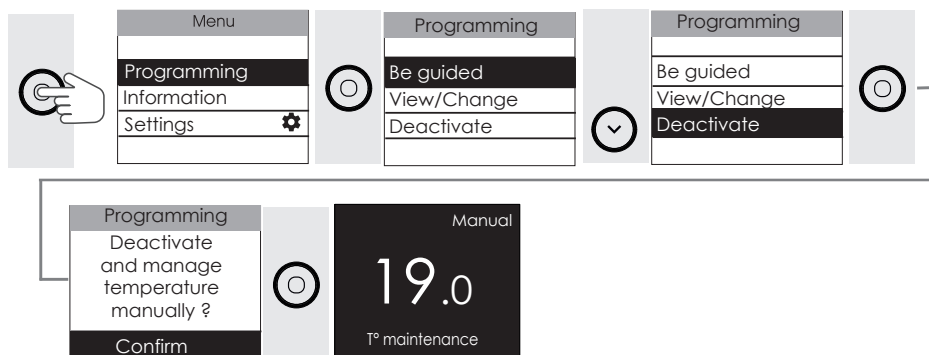 Menu
Programming
Information
Settings
Programming
Be guided
View/Change
Deactivate
Programming
Be guided
View/Change
Deactivate
Programming
Deactivate
and manage
temperature
manually ?
Confirm
Manual
19.0
T° maintenance